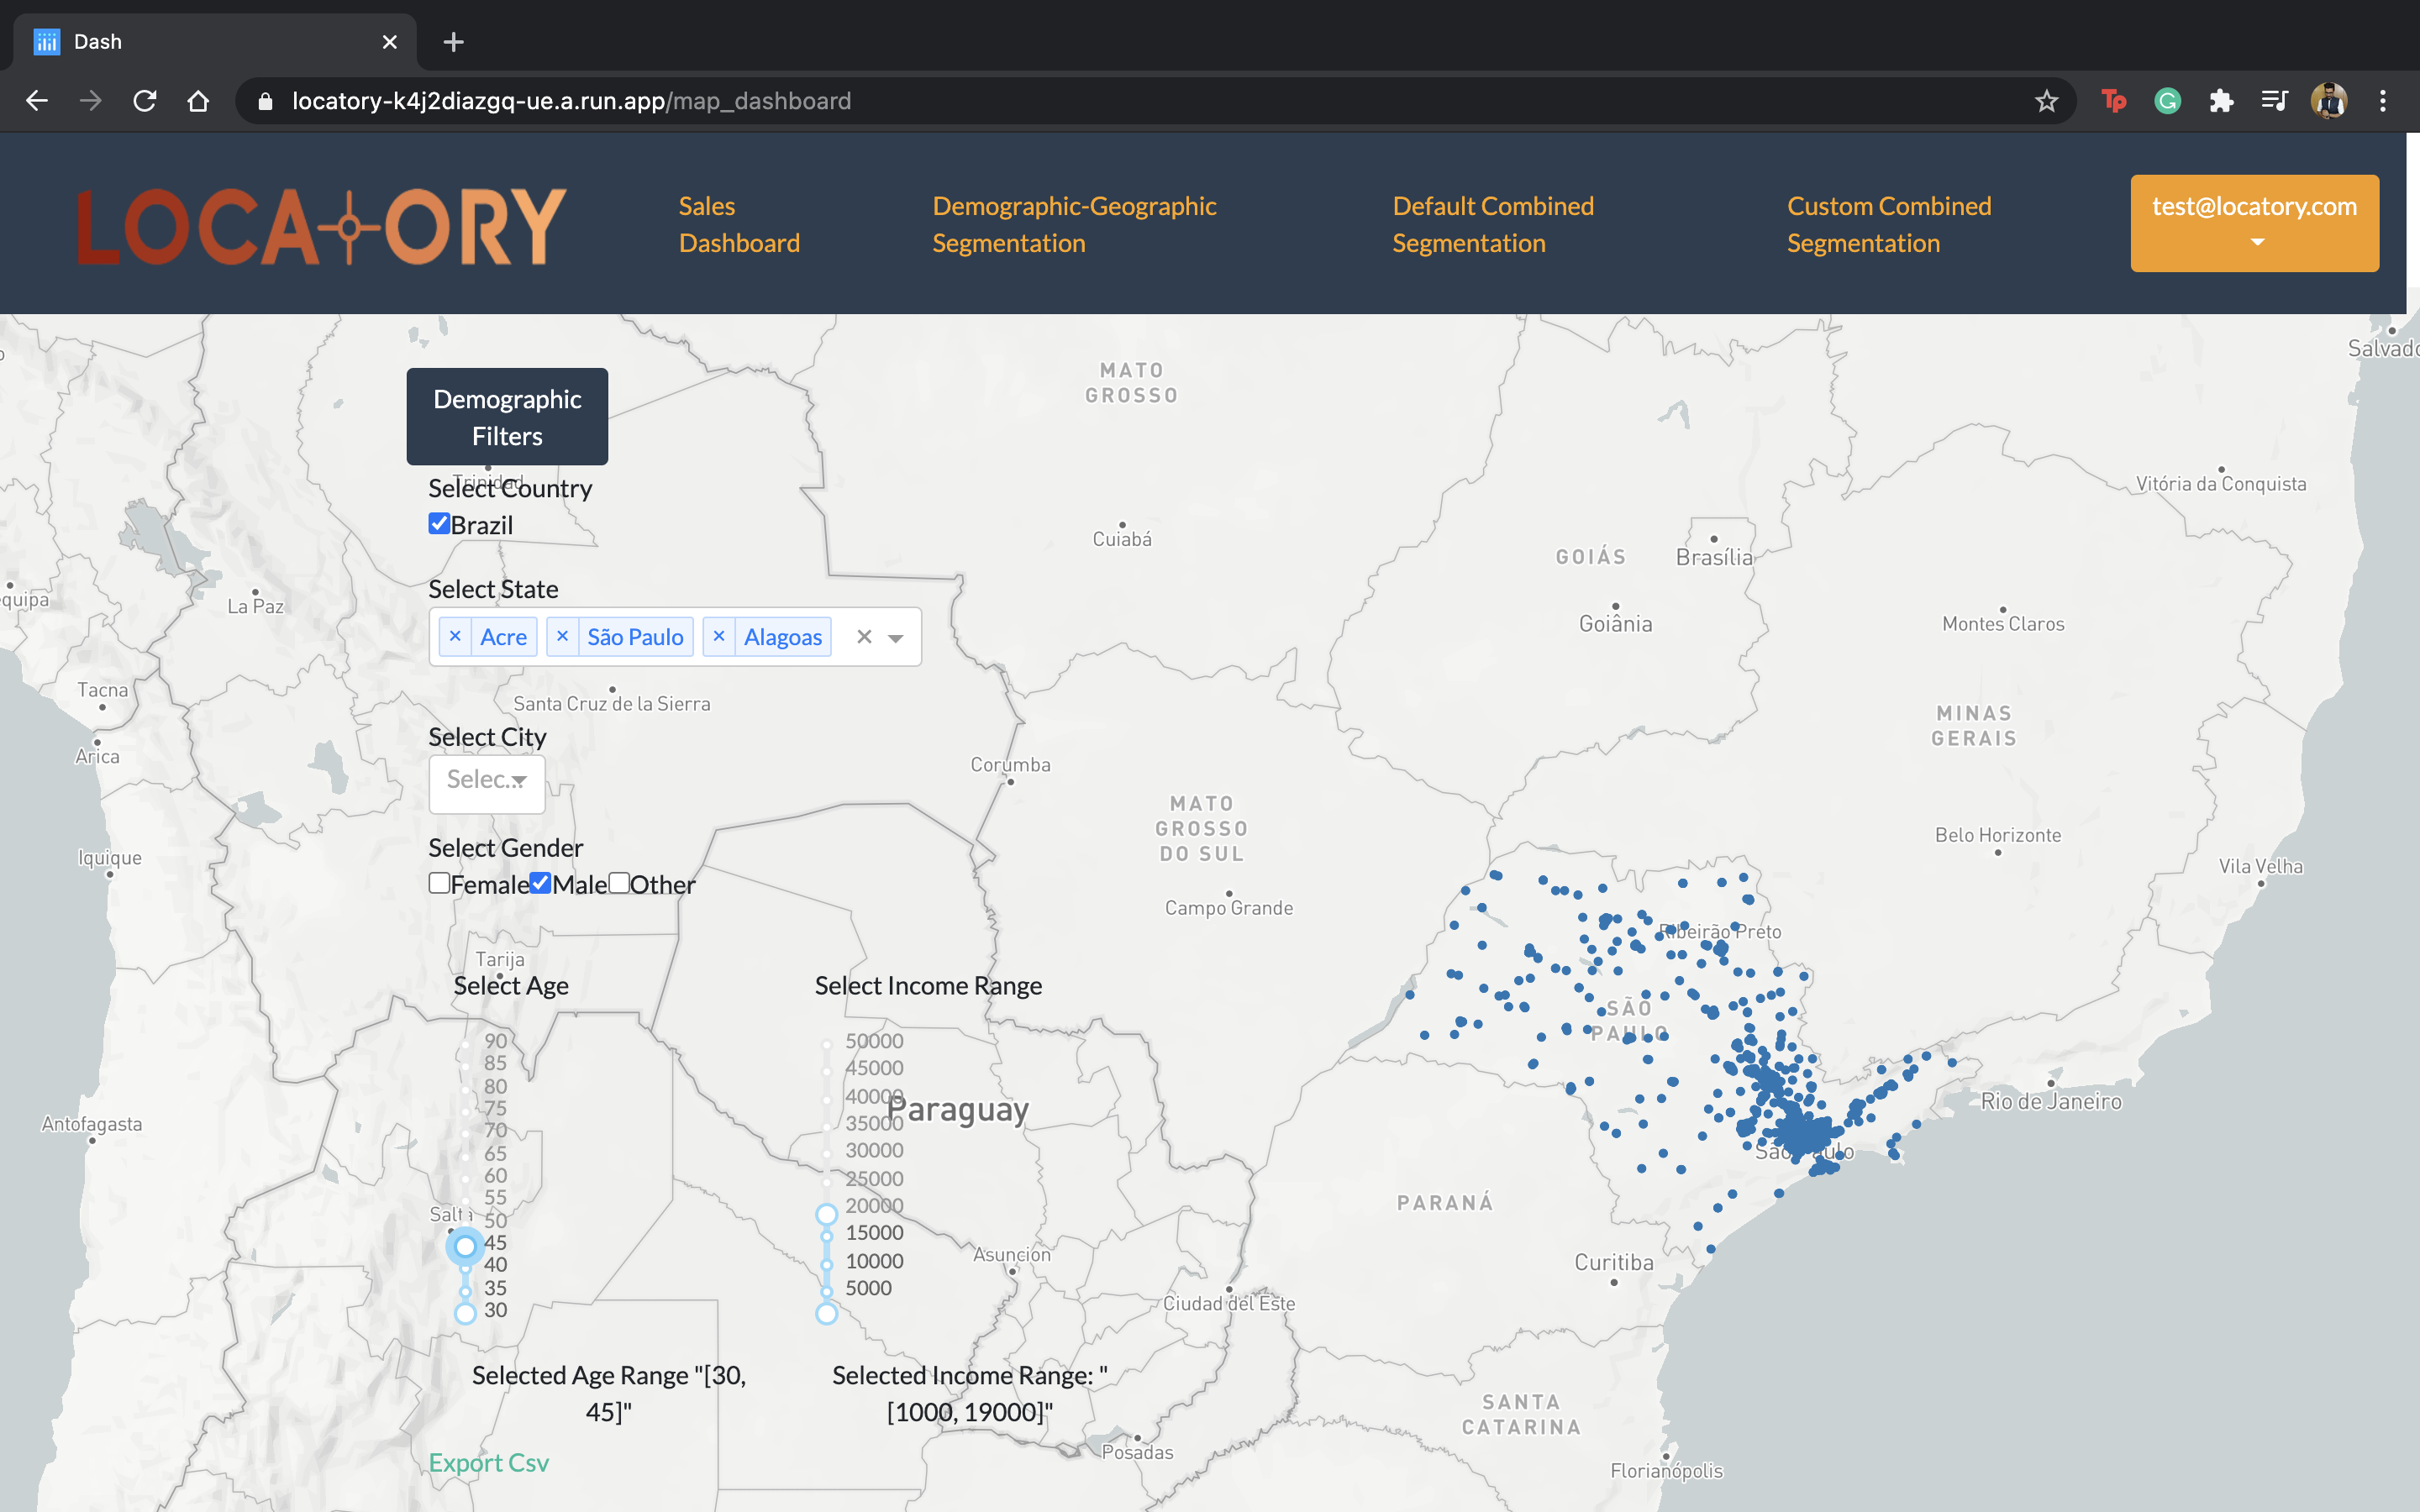 Dash
locatory-k4j2diazgq-ue.a.run.app/map_dashboard
LOCATORY
Sales
Dashboard
Demographic-Geographic
Segmentation
Default Combined
Segmentation
Custom Combined
Segmentation
test@locatory.com
Demographic
Filters
Trinidad
Select Country
Brazil
Select State
Acre
São Paulo
Alagoas
Select City
Selec...
Select Gender
Female
Male
Other
Select Age
90
85
80
75
70
65
60
55
50
45
40
35
30
Select Income Range
50000
45000
40000
35000
30000
25000
20000
15000
10000
5000
Selected Age Range "[30,
45]"
Selected Income Range: "
[1000, 19000]"
Export Csv
La Paz
Tacna
Arica
Iquique
Antofagasta
Santa Cruz de la Sierra
Tarija
Salta
Paraguay
Asunción
Ciudad del Este
Posadas
MATO
GROSSO
Cuiabá
Corumba
MATO
GROSSO
DO SUL
Campo Grande
GOIÁS
Brasília
Goiânia
Vitória da Conquista
Montes Claros
MINAS
GERAIS
Belo Horizonte
Vila Velha
Ribeirão Preto
SÃO
PAULO
São Paulo
Rio de Janeiro
PARANÁ
Curitiba
SANTA
CATARINA
Florianópolis